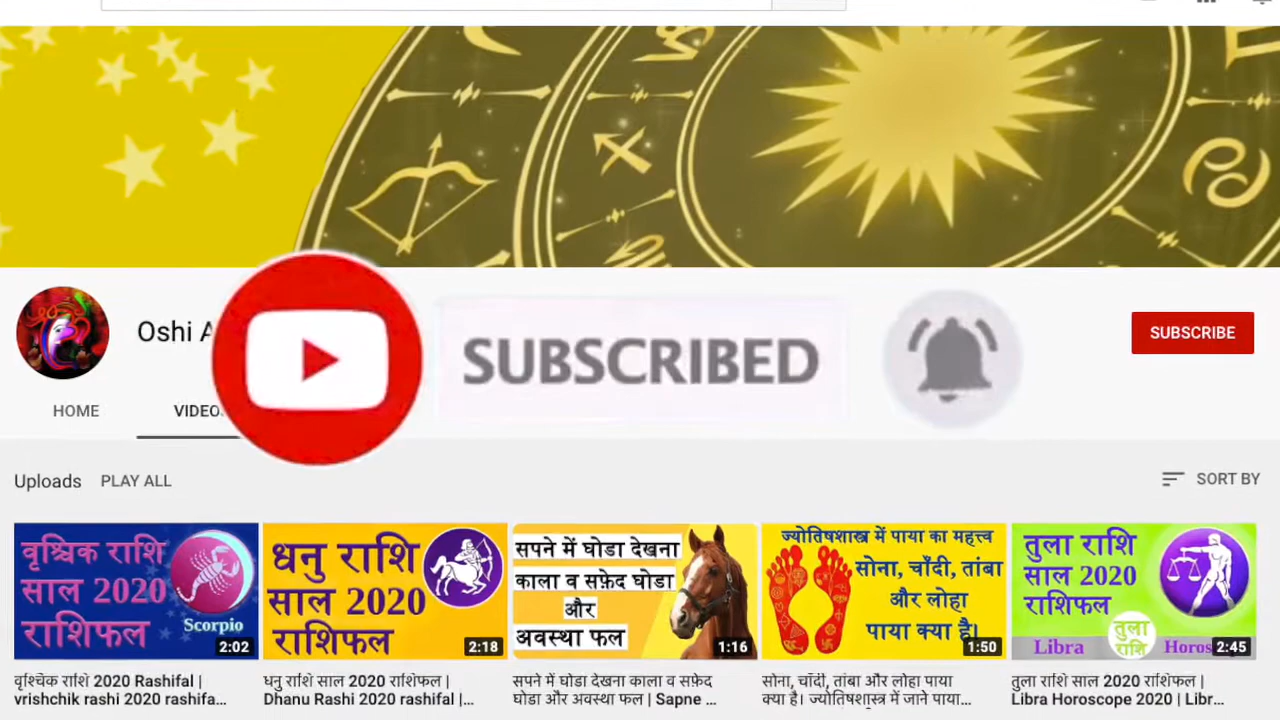 Oshi A
SUBSCRIBED
SUBSCRIBE
HOME
VIDEOS
Uploads
PLAY ALL
SORT BY
वृश्चिक राशि
साल 2020
राशिफल
Scorpio
2:02
धनु राशि
साल 2020
राशिफल
2:18
सपने में घोडा देखना
काला व सफ़ेद घोडा
और
अवस्था फल
1:16
ज्योतिषशास्त्र में पाया का महत्त्व
सोना, चाँदी, तांबा
और लोहा
पाया क्या है।
1:50
तुला राशि
साल 2020
राशिफल
तुला
राशि
Libra
Horos
2:45
वृश्चिक राशि 2020 Rashifal |
vrishchik rashi 2020 rashifa...
धनु राशि साल 2020 राशिफल |
Dhanu Rashi 2020 rashifal |...
सपने में घोडा देखना काला व सफ़ेद
घोडा और अवस्था फल | Sapne ...
सोना, चाँदी, तांबा और लोहा पाया
क्या है। ज्योतिषशास्त्र में जाने पाया...
तुला राशि साल 2020 राशिफल |
Libra Horoscope 2020 | Libr...